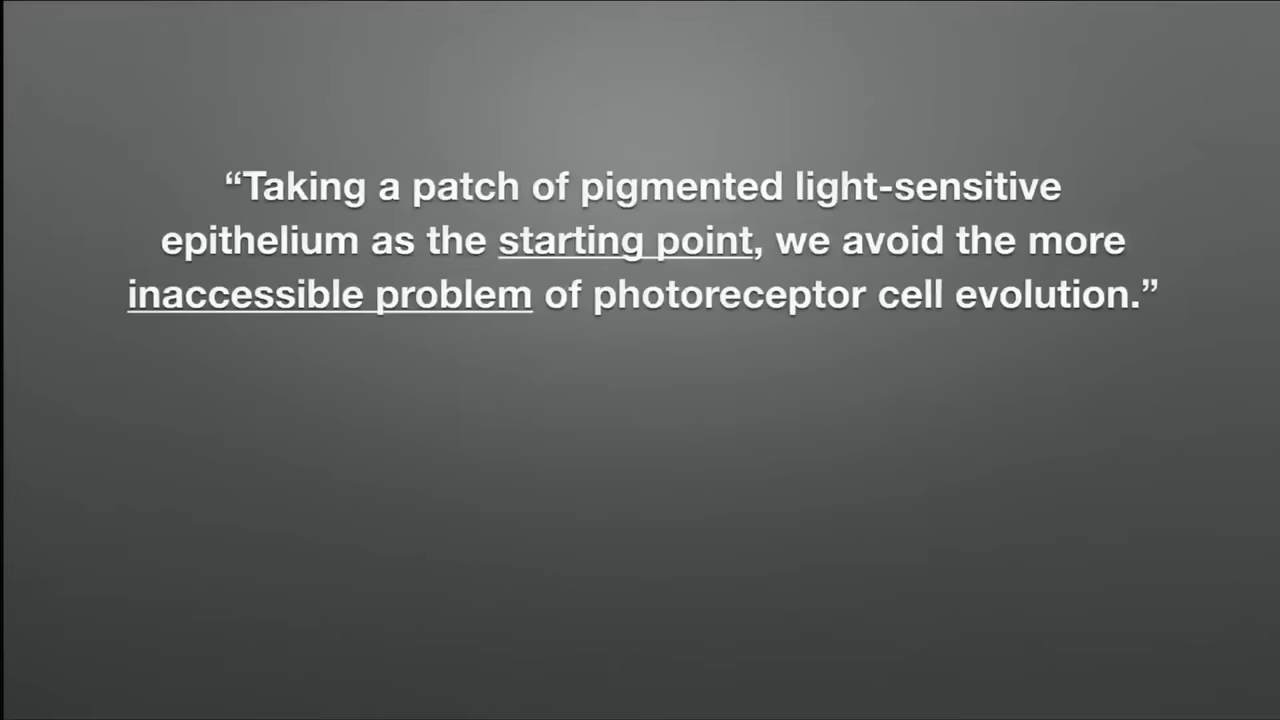 “Taking a patch of pigmented light-sensitive
epithelium as the starting point, we avoid the more
inaccessible problem of photoreceptor cell evolution.”